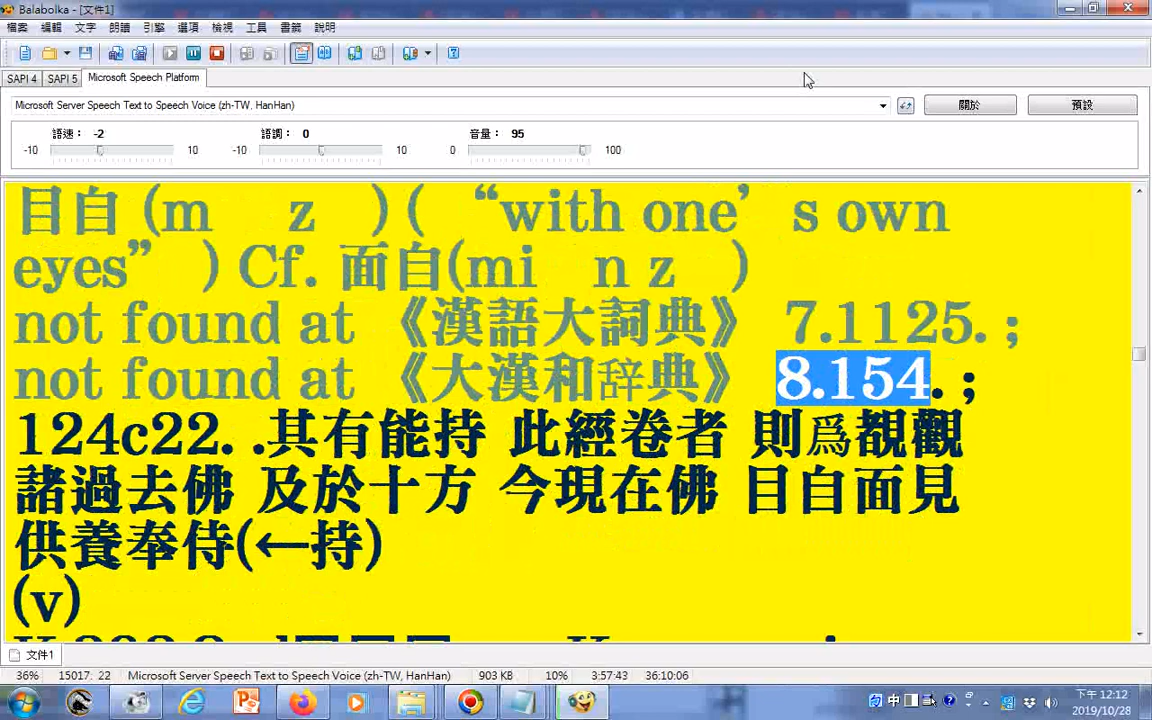 Balabolka - [文件1]
檔案 編輯 文字 朗讀 引擎 選項 檢視 工具 書籤 說明
SAPI 4 SAPI 5 Microsoft Speech Platform
Microsoft Server Speech Text to Speech Voice (zh-TW, HanHan) 關於 預設
語速： -2 語調： 0 音量： 95
-10 10 -10 10 0 100
目自 (m z ) ( “with one’ s own
eyes” ) Cf. 面自(mi n z )
not found at 《漢語大詞典》 7.1125. ;
not found at 《大漢和辞典》 8.154. ;
124c22. .其有能持 此經卷者 則爲覩觀
諸過去佛 及於十方 今現在佛 目自面見
供養奉侍(←持)
(v)
文件1
36% 15017. 22 Microsoft Server Speech Text to Speech Voice (zh-TW, HanHan) 903 KB 10% 3:57:43 36:10:06
中 下午 12:12
2019/10/28